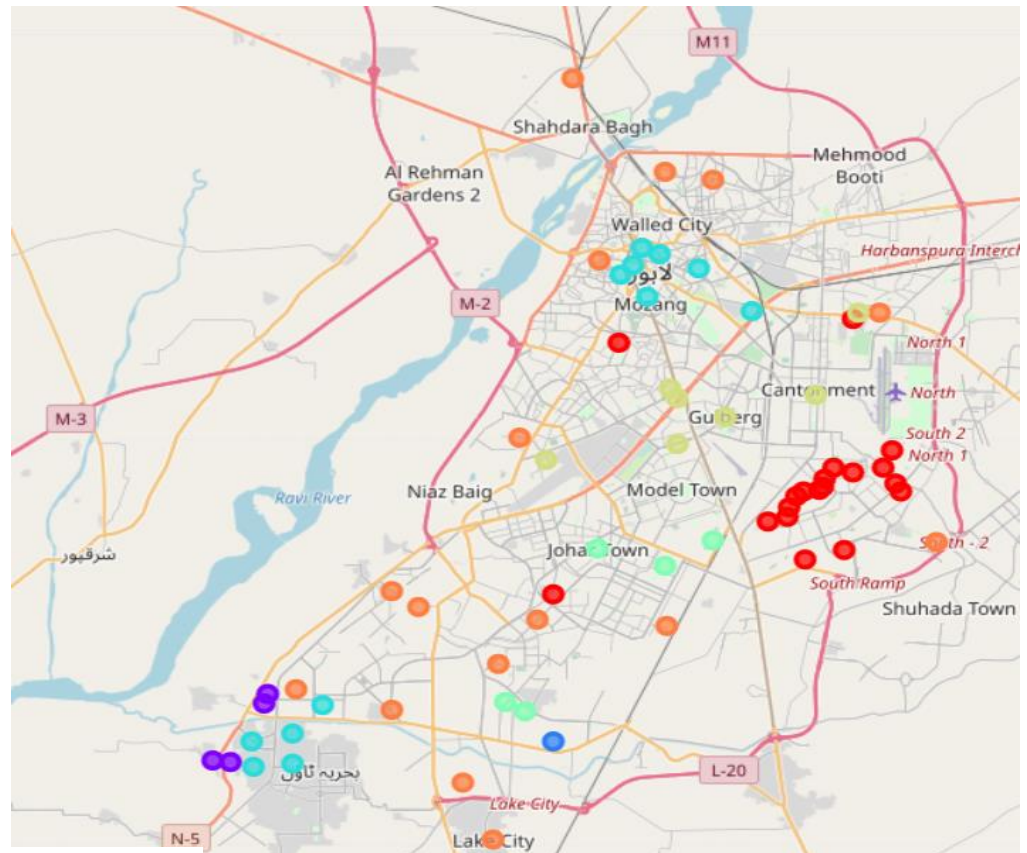 M11
Shahdara Bagh
Mehmood
Booti
Al Rehman
Gardens 2
Walled City
Harbanspura Interch
لاہور
M-2
Mozang
North 1
Cantonment
North
M-3
Gulberg
South 2
North 1
Niaz Baig
Model Town
Ravi River
شرقپور
Johar Town
South - 2
South Ramp
Shuhada Town
بحریہ ٹاؤن
L-20
Lake City
N-5
Lake City